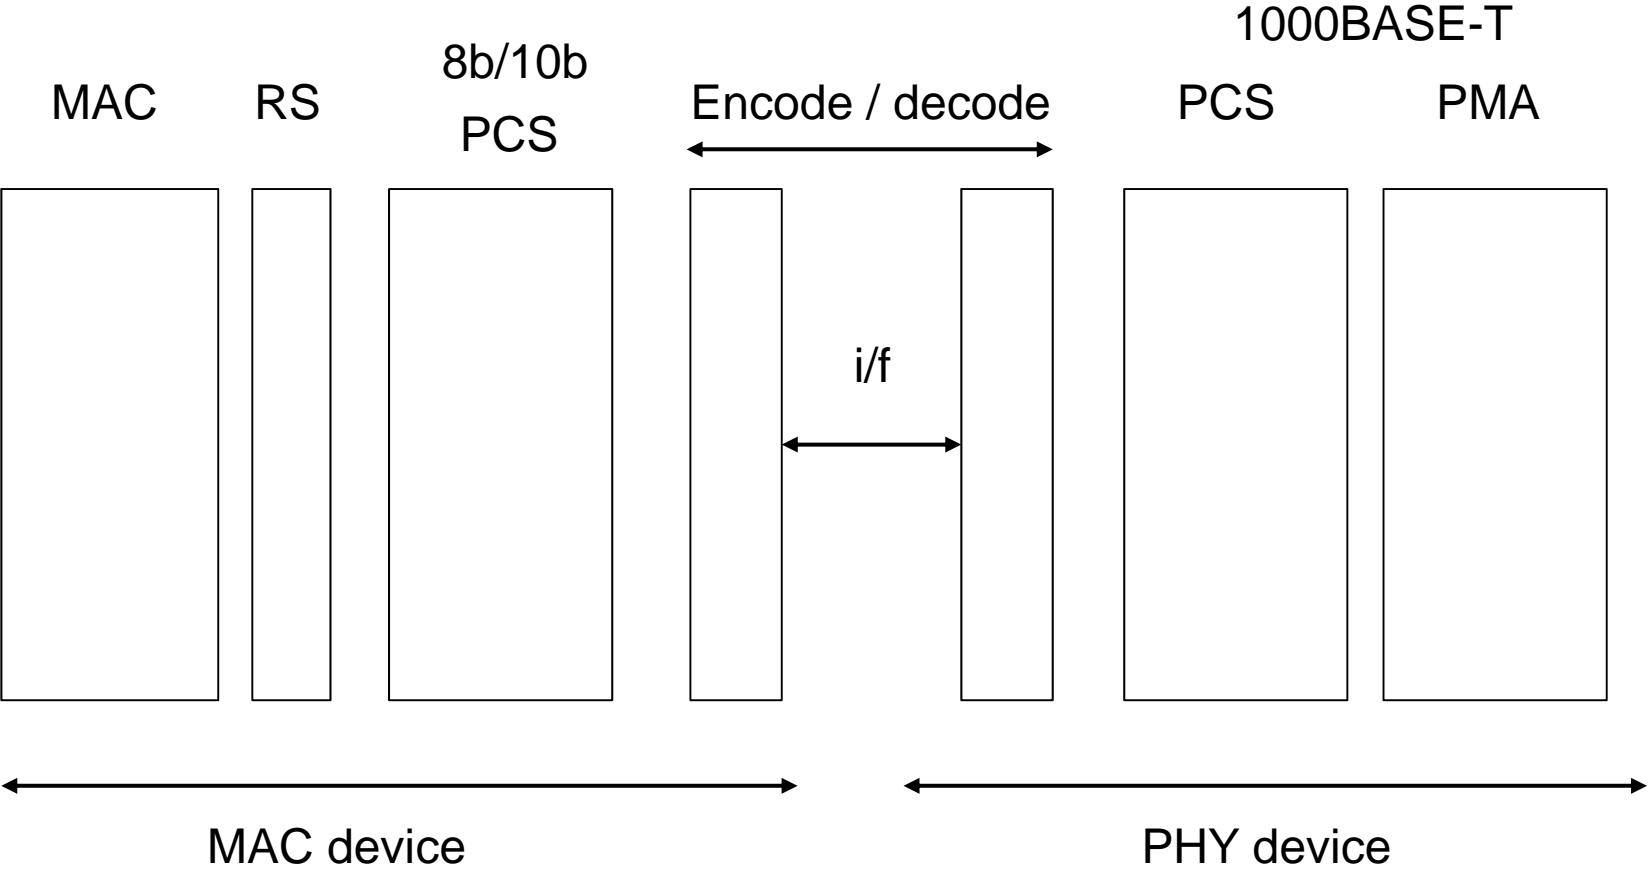 1000BASE-T
8b/10b
MAC RS PCS Encode / decode PCS PMA
i/f
MAC device PHY device